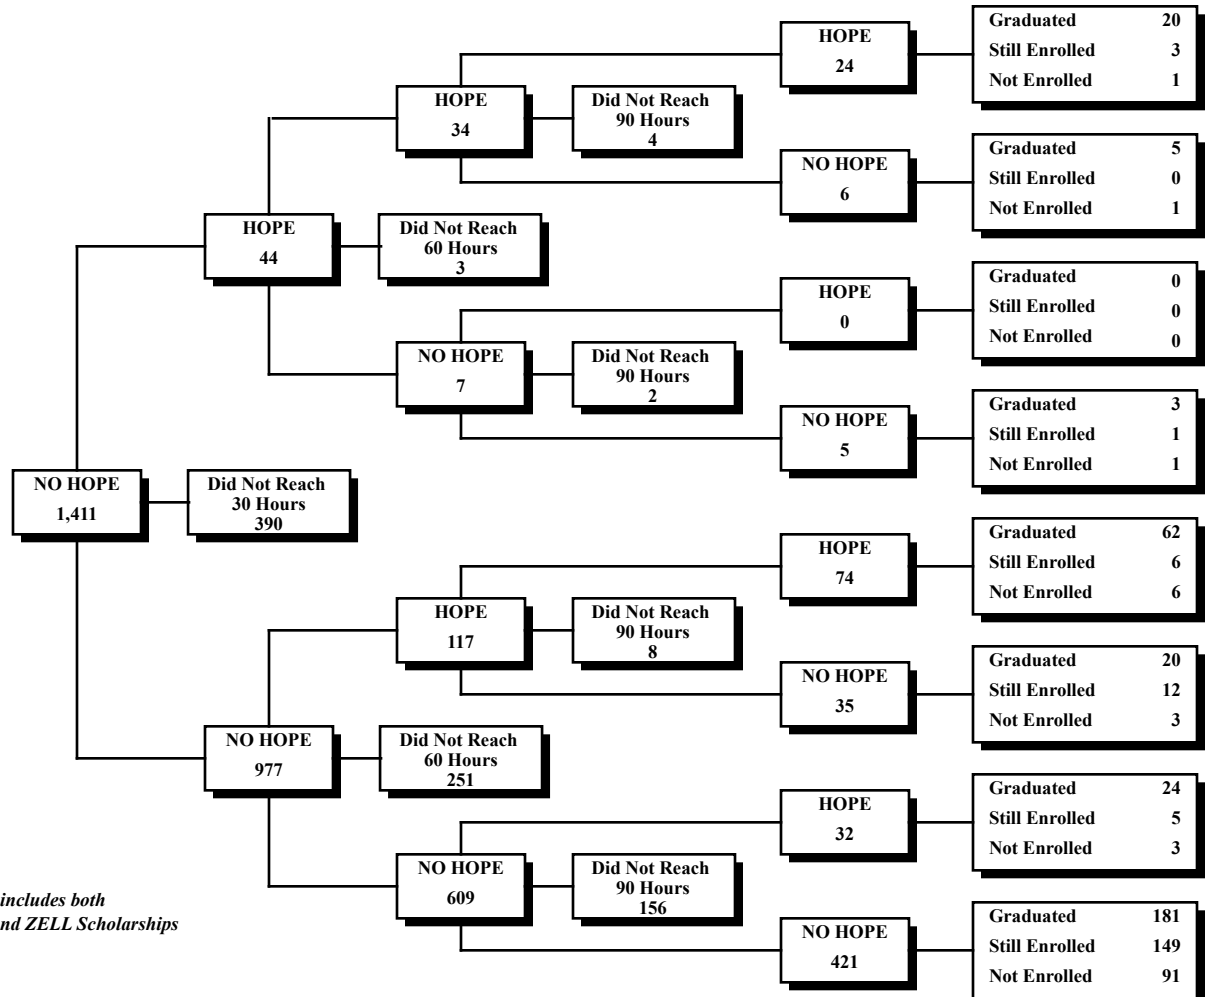 HOPE
24
Graduated 20
Still Enrolled 3
Not Enrolled 1
HOPE
34
Did Not Reach
90 Hours
4
NO HOPE
6
Graduated 5
Still Enrolled 0
Not Enrolled 1
HOPE
44
Did Not Reach
60 Hours
3
HOPE
0
Graduated 0
Still Enrolled 0
Not Enrolled 0
NO HOPE
7
Did Not Reach
90 Hours
2
NO HOPE
5
Graduated 3
Still Enrolled 1
Not Enrolled 1
NO HOPE
1,411
Did Not Reach
30 Hours
390
HOPE
74
Graduated 62
Still Enrolled 6
Not Enrolled 6
HOPE
117
Did Not Reach
90 Hours
8
NO HOPE
35
Graduated 20
Still Enrolled 12
Not Enrolled 3
NO HOPE
977
Did Not Reach
60 Hours
251
HOPE
32
Graduated 24
Still Enrolled 5
Not Enrolled 3
NO HOPE
609
Did Not Reach
90 Hours
156
NO HOPE
421
Graduated 181
Still Enrolled 149
Not Enrolled 91
includes both
nd ZELL Scholarships